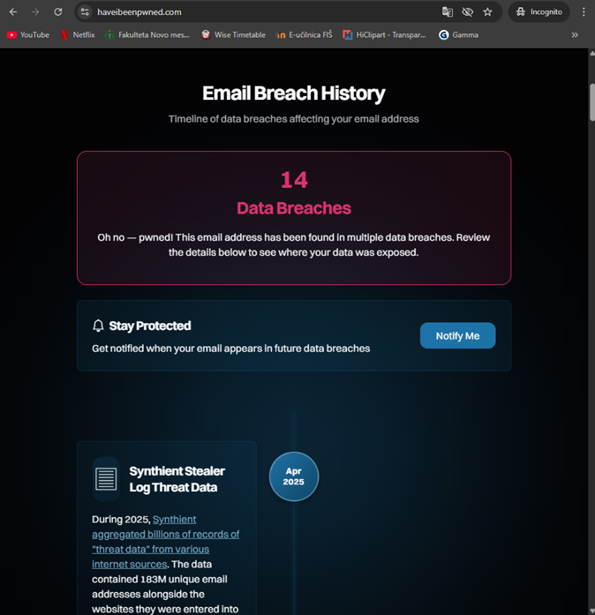 haveibeenpwned.com
Incognito
YouTube
Netflix
Fakulteta Novo mes...
Wise Timetable
E-učilnica FIŠ
HiClipart - Transpar...
Gamma
Email Breach History
Timeline of data breaches affecting your email address
14
Data Breaches
Oh no — pwned! This email address has been found in multiple data breaches. Review
the details below to see where your data was exposed.
Stay Protected
Get notified when your email appears in future data breaches
Notify Me
Synthient Stealer
Log Threat Data
Apr
2025
During 2025, Synthient
aggregated billions of records of
"threat data" from various
internet sources. The data
contained 183M unique email
addresses alongside the
websites they were entered into